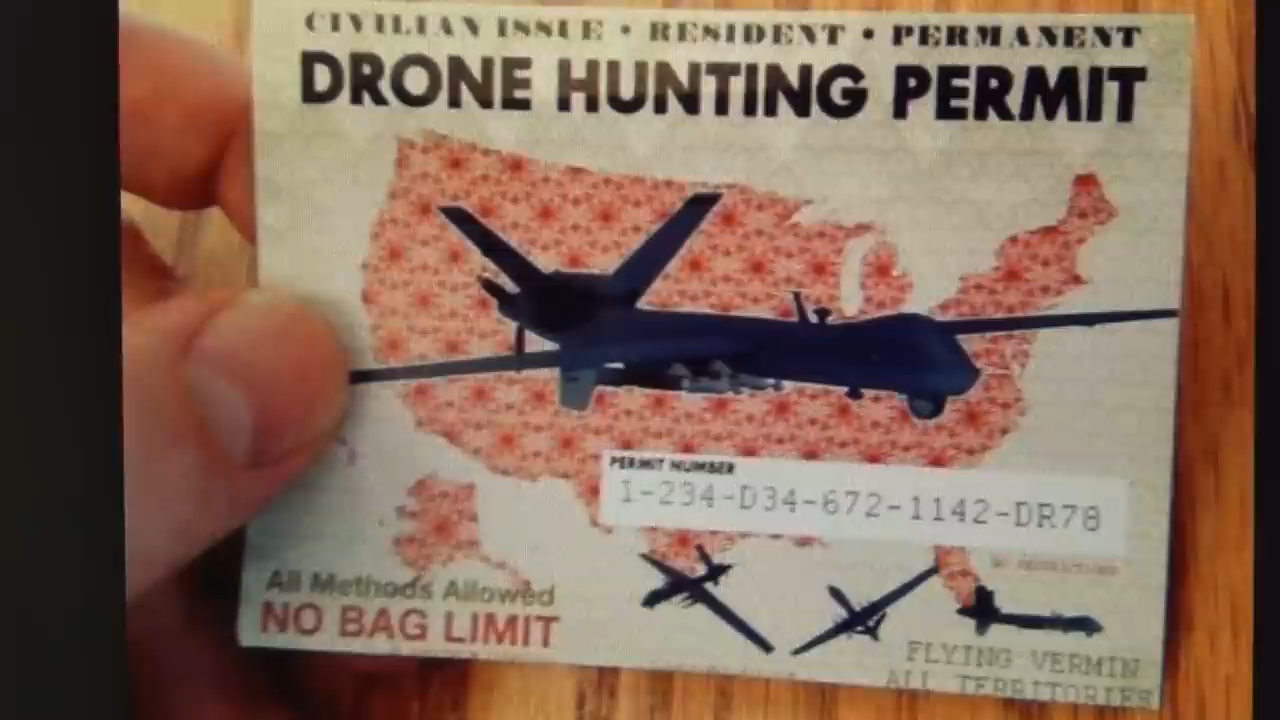 CIVILIAN ISSUE • RESIDENT • PERMANENT
DRONE HUNTING PERMIT
PERMIT NUMBER
1-234-D34-672-1142-DR78
All Methods Allowed
NO BAG LIMIT
FLYING VERMIN
ALL TERRITORIES